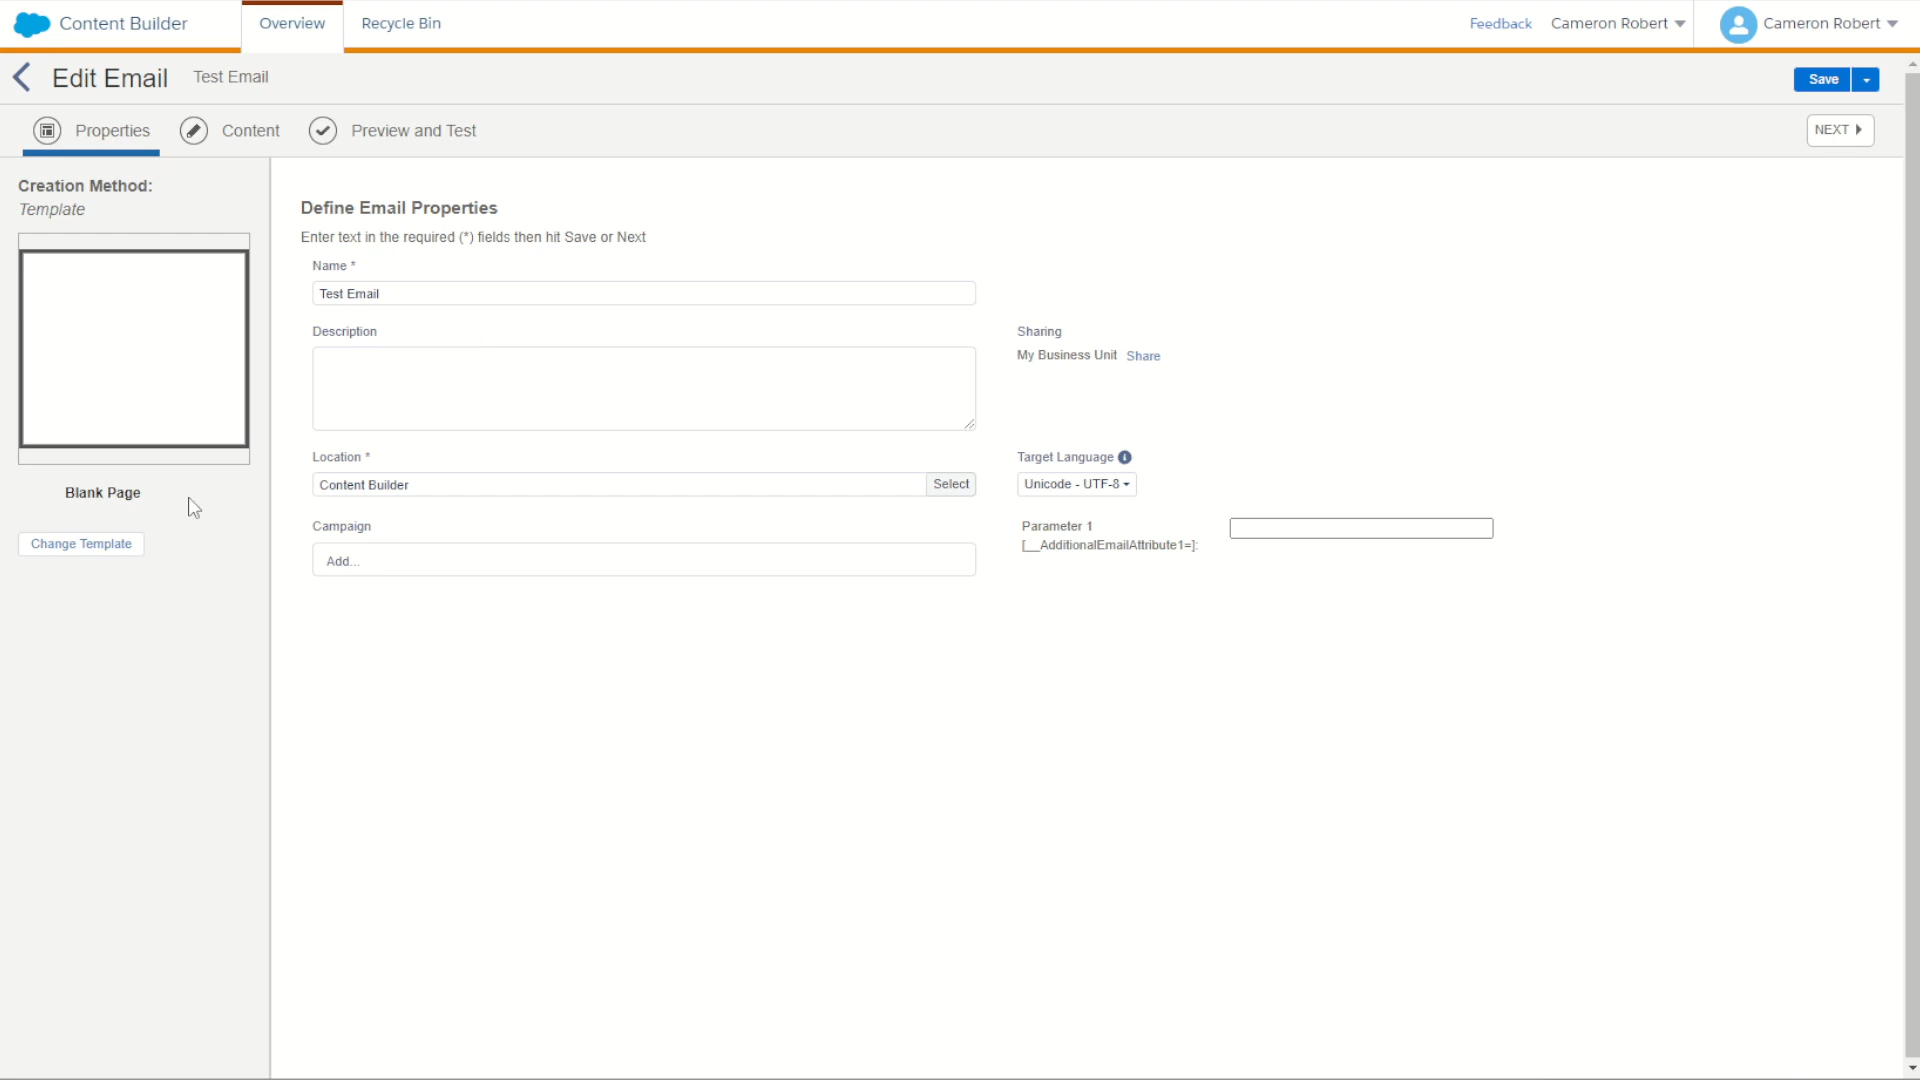 Content Builder
Overview
Recycle Bin
Feedback
Cameron Robert
Cameron Robert
Edit Email
Test Email
Save
Properties
Content
Preview and Test
NEXT
Creation Method:
Template
Blank Page
Change Template
Define Email Properties
Enter text in the required (*) fields then hit Save or Next
Name *
Test Email
Description
Sharing
My Business Unit Share
Location *
Content Builder
Select
Target Language
Unicode - UTF-8
Campaign
Add...
Parameter 1
[__AdditionalEmailAttribute1=]: